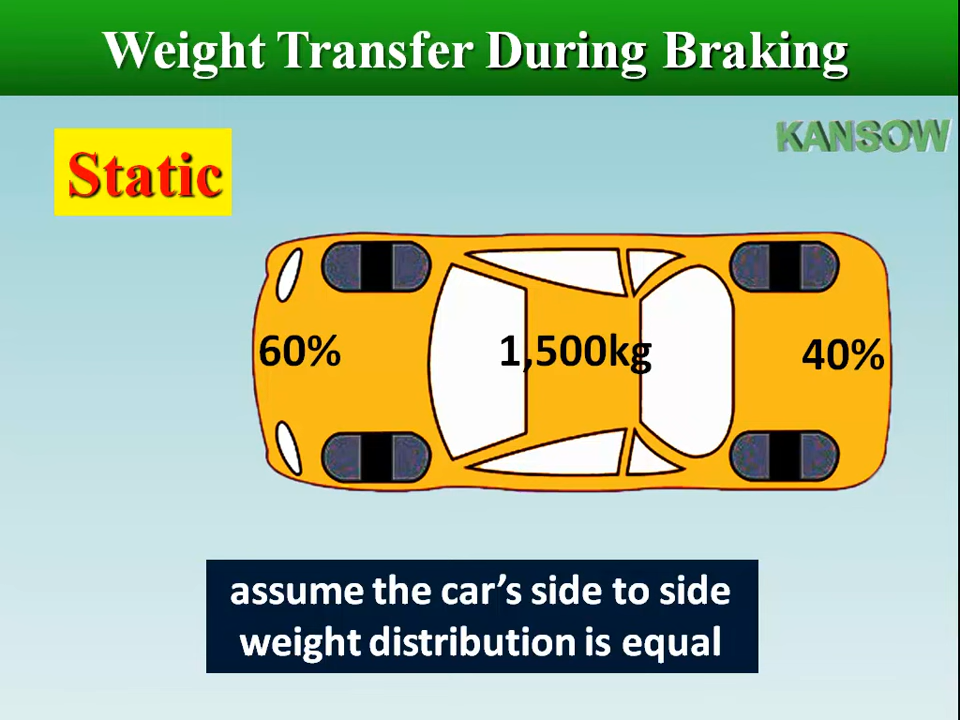 Weight Transfer During Braking
KANSOW
Static
60%
1,500kg
40%
assume the car’s side to side
weight distribution is equal